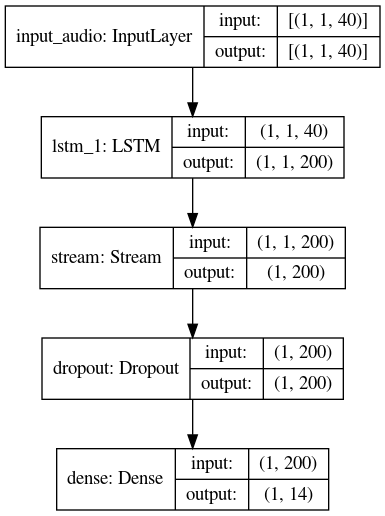 input_audio: InputLayer
input: [(1, 1, 40)]
output: [(1, 1, 40)]
lstm_1: LSTM
input: (1, 1, 40)
output: (1, 1, 200)
stream: Stream
input: (1, 1, 200)
output: (1, 200)
dropout: Dropout
input: (1, 200)
output: (1, 200)
dense: Dense
input: (1, 200)
output: (1, 14)